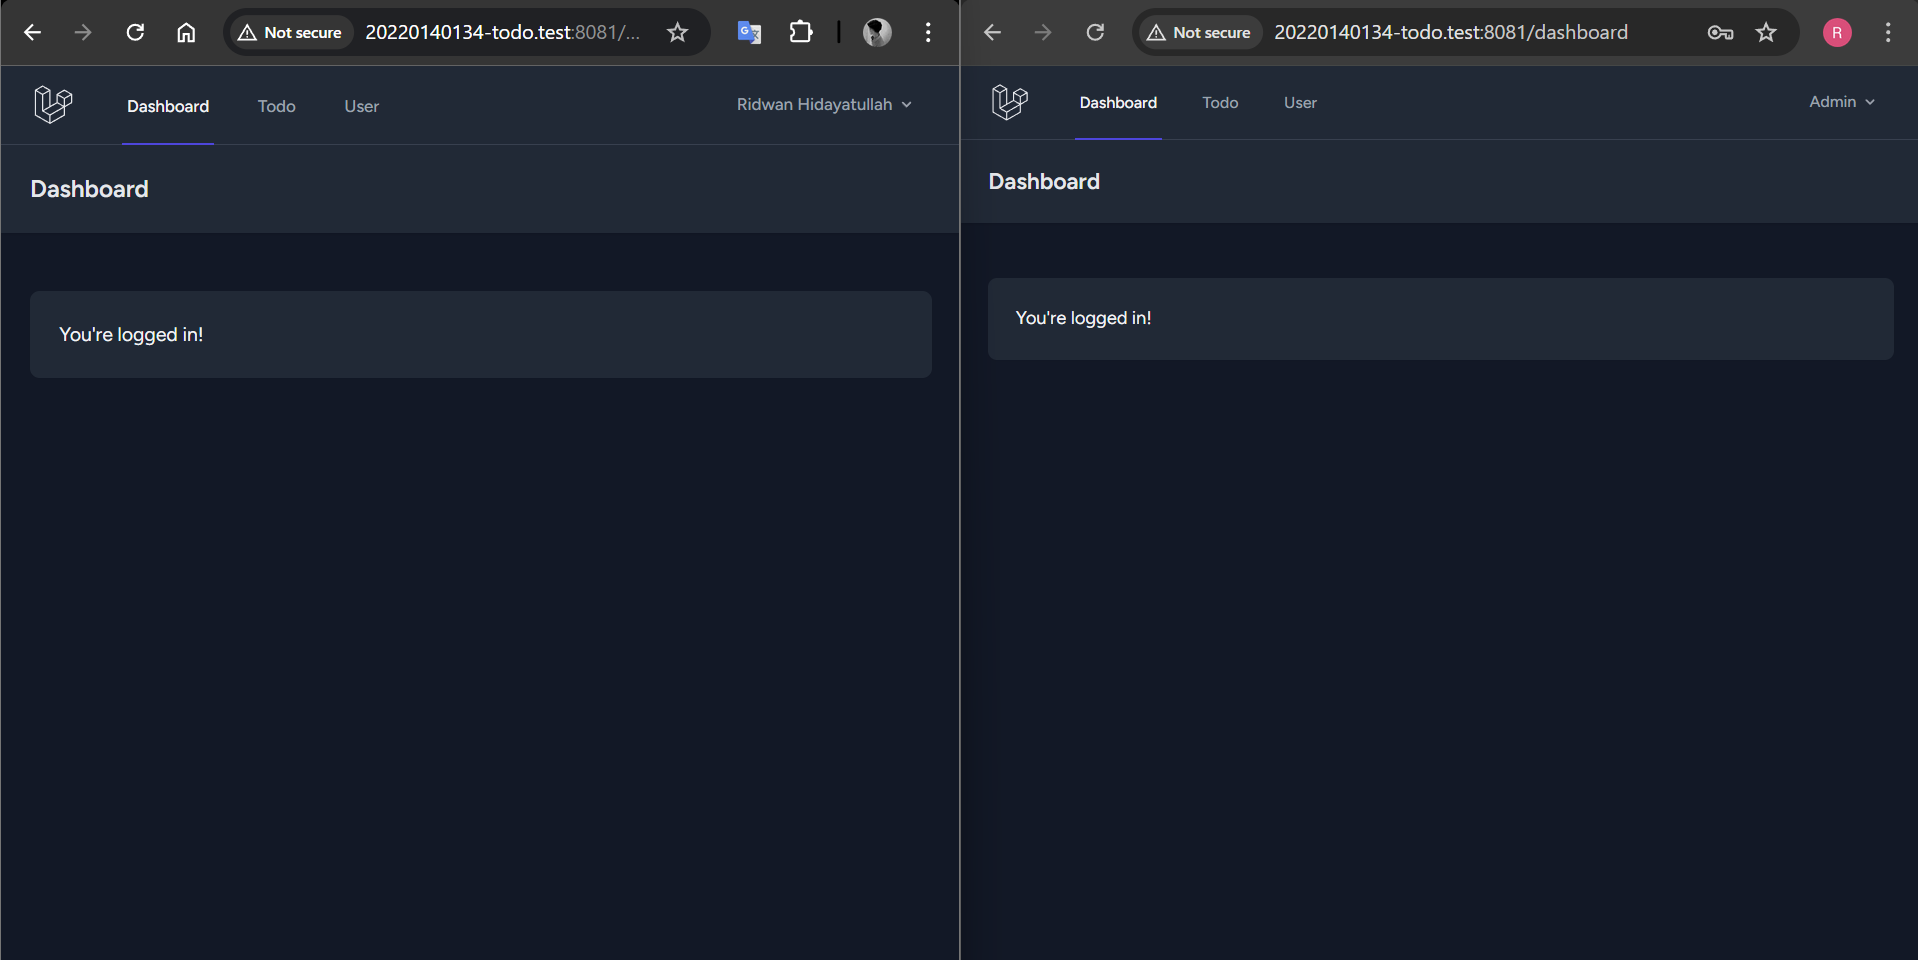 Not secure 20220140134-todo.test:8081/...
Dashboard Todo User Ridwan Hidayatullah
Dashboard
You're logged in!
Not secure 20220140134-todo.test:8081/dashboard R
Dashboard Todo User Admin
Dashboard
You're logged in!